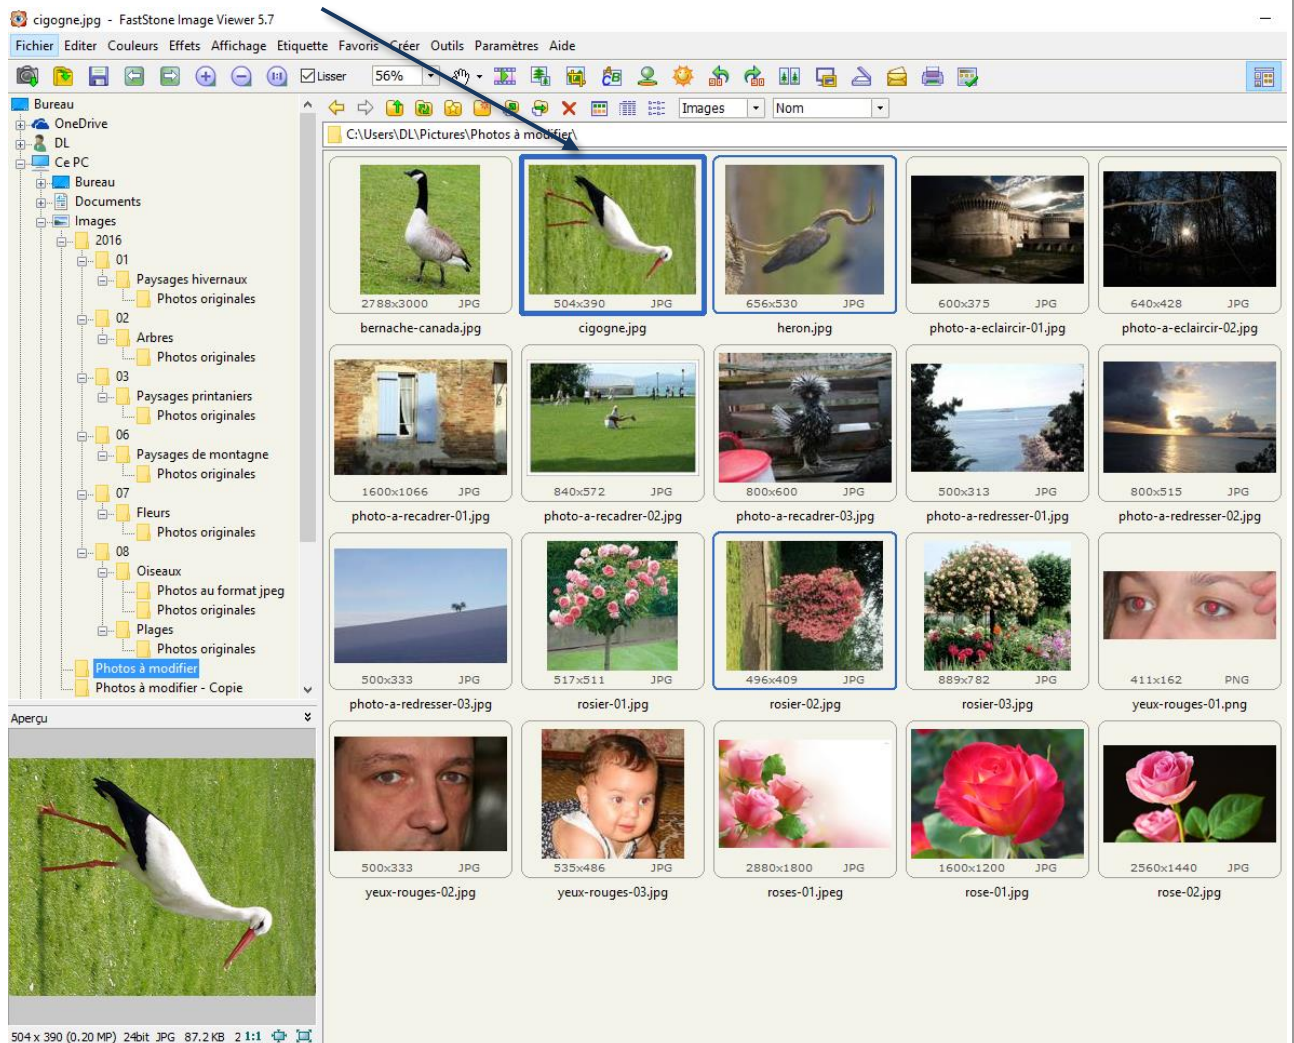 cigogne.jpg - FastStone Image Viewer 5.7
Fichier Editer Couleurs Effets Affichage Etiquette Favoris Créer Outils Paramètres Aide
1:1 Lisser 56%
Bureau
OneDrive
DL
Ce PC
Bureau
Documents
Images
2016
01
Paysages hivernaux
Photos originales
02
Arbres
Photos originales
03
Paysages printaniers
Photos originales
06
Paysages de montagne
Photos originales
07
Fleurs
Photos originales
08
Oiseaux
Photos au format jpeg
Photos originales
Plages
Photos originales
Photos à modifier
Photos à modifier - Copie
Aperçu
504 x 390 (0.20 MP) 24bit JPG 87.2 KB 2 1:1
Images Nom
C:\Users\DL\Pictures\Photos à modifier\
2788x3000 JPG 504x390 JPG 656x530 JPG 600x375 JPG 640x428 JPG
bernache-canada.jpg cigogne.jpg heron.jpg photo-a-eclaircir-01.jpg photo-a-eclaircir-02.jpg
1600x1066 JPG 840x572 JPG 800x600 JPG 500x313 JPG 800x515 JPG
photo-a-recadrer-01.jpg photo-a-recadrer-02.jpg photo-a-recadrer-03.jpg photo-a-redresser-01.jpg photo-a-redresser-02.jpg
500x333 JPG 517x511 JPG 496x409 JPG 889x782 JPG 411x162 PNG
photo-a-redresser-03.jpg rosier-01.jpg rosier-02.jpg rosier-03.jpg yeux-rouges-01.png
500x333 JPG 535x486 JPG 2880x1800 JPG 1600x1200 JPG 2560x1440 JPG
yeux-rouges-02.jpg yeux-rouges-03.jpg roses-01.jpeg rose-01.jpg rose-02.jpg